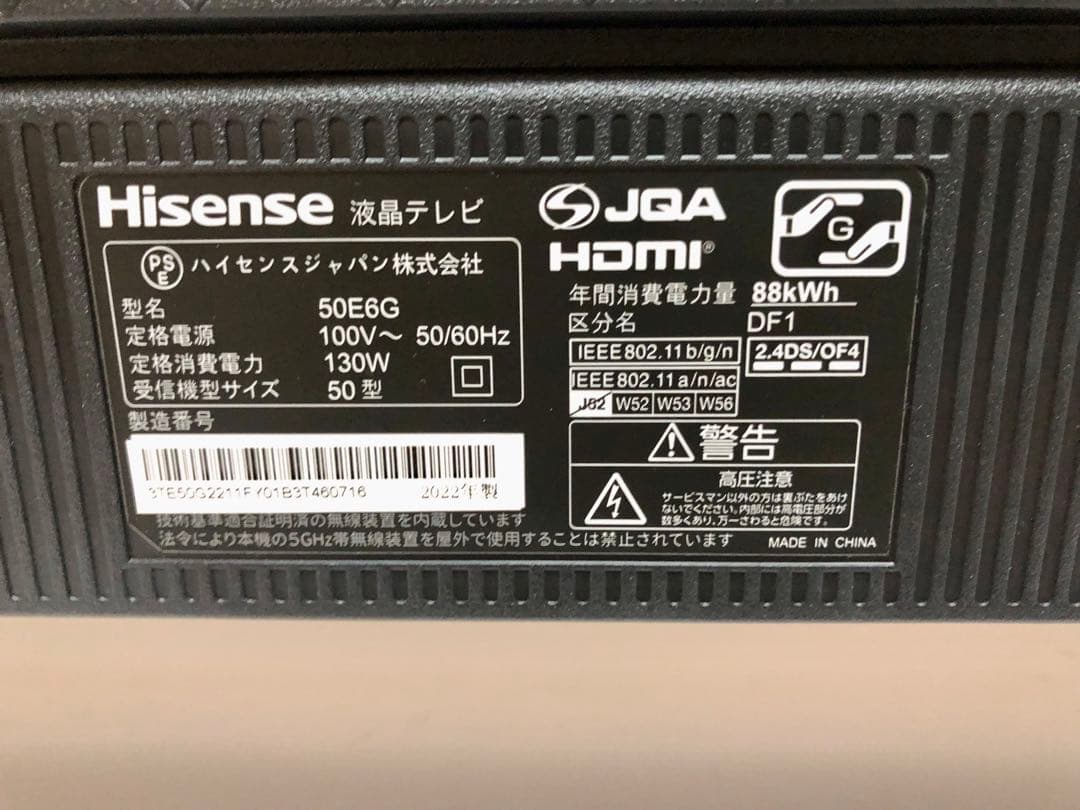 Hisense 液晶テレビ
PSE ハイセンスジャパン株式会社
型名 50E6G
定格電源 100V～ 50/60Hz
定格消費電力 130W
受信機型サイズ 50型
製造番号
3TE50G2211FY01B3T460716 2022年製
技術基準適合証明済の無線装置を内蔵しています
法令により本機の5GHz帯無線装置を屋外で使用することは禁止されています
S JQA
HDMI®
G
年間消費電力量 88kWh
区分名 DF1
IEEE802.11b/g/n
2.4DS/OF4
IEEE802.11a/n/ac
J52 W52 W53 W56
警告
高圧注意
サービスマン以外の方は裏ぶたをあけ
ないでください。内部には高電圧部分が
数多くあり、万一さわると危険です。
MADE IN CHINA